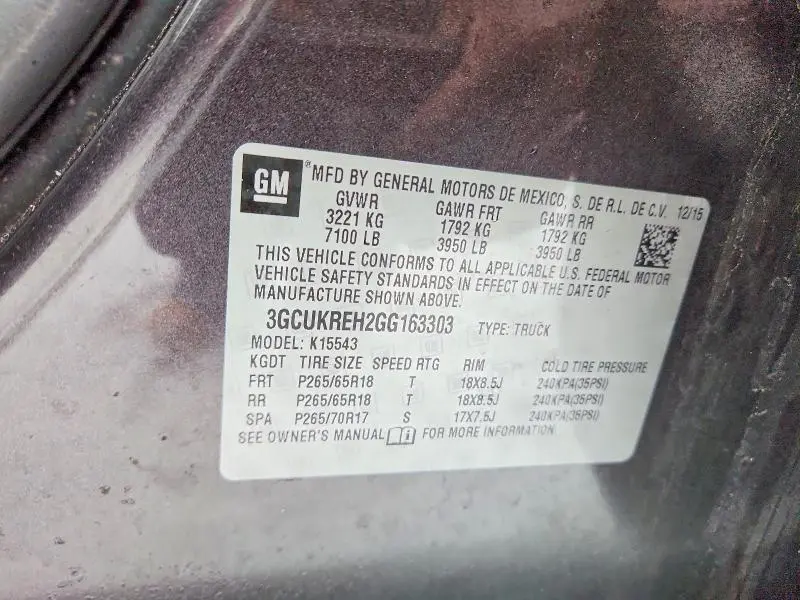 GM ® MFD BY GENERAL MOTORS DE MEXICO, S. DE R.L. DE C.V. 12/15
GVWR GAWR FRT GAWR RR
3221 KG 1792 KG 1792 KG
7100 LB 3950 LB 3950 LB
THIS VEHICLE CONFORMS TO ALL APPLICABLE U.S. FEDERAL MOTOR
VEHICLE SAFETY STANDARDS IN EFFECT ON THE DATE OF
MANUFACTURE SHOWN ABOVE.
3GCUKREH2GG163303 TYPE: TRUCK
MODEL: K15543
KGDT TIRE SIZE SPEED RTG RIM COLD TIRE PRESSURE
FRT P265/65R18 T 18X8.5J 240KPA(35PSI)
RR P265/65R18 T 18X8.5J 240KPA(35PSI)
SPA P265/70R17 S 17X7.5J 240KPA(35PSI)
SEE OWNER'S MANUAL FOR MORE INFORMATION